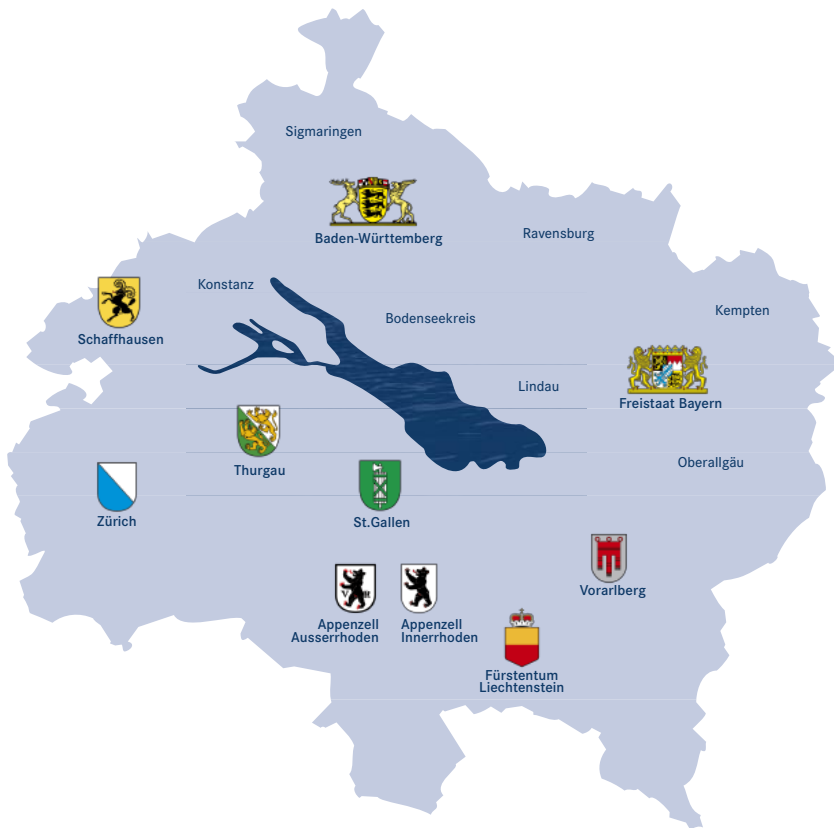 Sigmaringen
Baden-Württemberg
Ravensburg
Konstanz
Schaffhausen
Bodenseekreis
Kempten
Lindau
Freistaat Bayern
Thurgau
Oberallgäu
Zürich
St.Gallen
V R
Vorarlberg
Appenzell
Ausserrhoden
Appenzell
Innerrhoden
Fürstentum
Liechtenstein